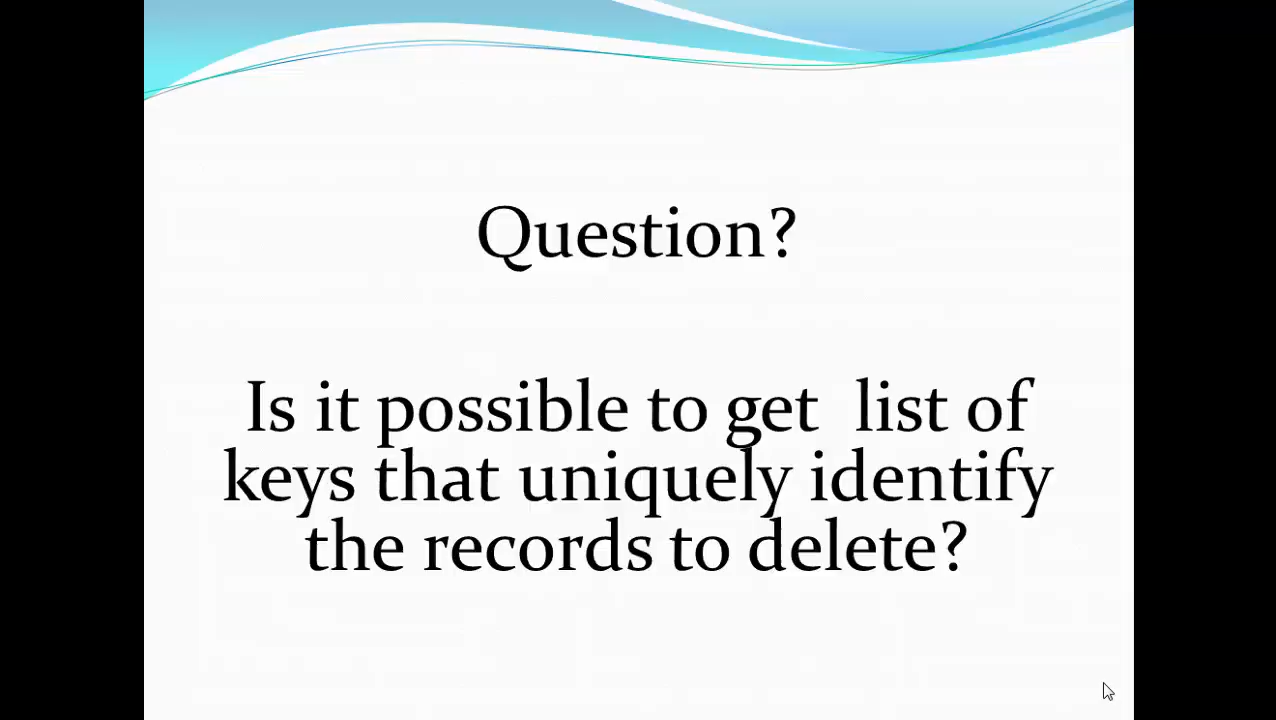 Question?
Is it possible to get  list of
keys that uniquely identify
the records to delete?